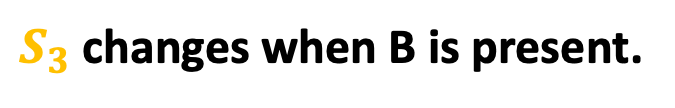 S₃ changes when B is present.